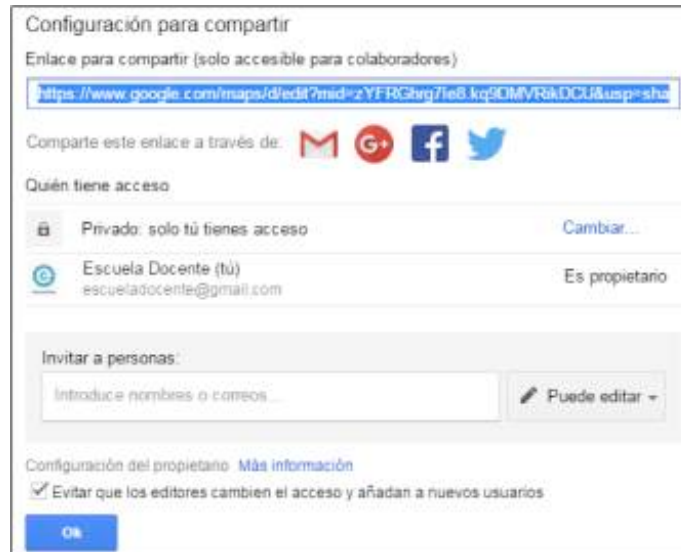 Configuración para compartir
Enlace para compartir (solo accesible para colaboradores)
https://www.google.com/maps/d/edit?mid=zYFRGhrg7le8.kq9DMVRikDCU&usp=sha
Comparte este enlace a través de:
Quién tiene acceso
Privado: solo tú tienes acceso Cambiar...
Escuela Docente (tú) Es propietario
escueladocente@gmail.com
Invitar a personas:
Introduce nombres o correos... Puede editar
Configuración del propietario Más información
Evitar que los editores cambien el acceso y añadan a nuevos usuarios
Ok